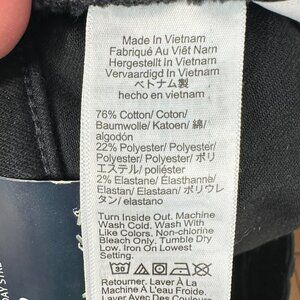 Made In Vietnam
Fabriqué Au Việt Nam
Hergestellt in Vietnam
Vervaardigd In Vietnam
ベトナム製
hecho en vietnam
76% Cotton/ Coton/
Baumwolle/ Katoen/ 綿/
algodón
22% Polyester/ Polyester/
Polyester/ Polyester/ ポリ
エステル/ poliéster
2% Elastane/ Élasthanne/
Elastan/ Elastaan/ ポリウレ
タン/ elastano
Turn Inside Out. Machine
Wash Cold. Wash With
Like Colors. Non-chlorine
Bleach Only. Tumble Dry
Low. Iron On Lowest
Setting.
30
Retourner. Laver À La
Machine À L'eau Froide.